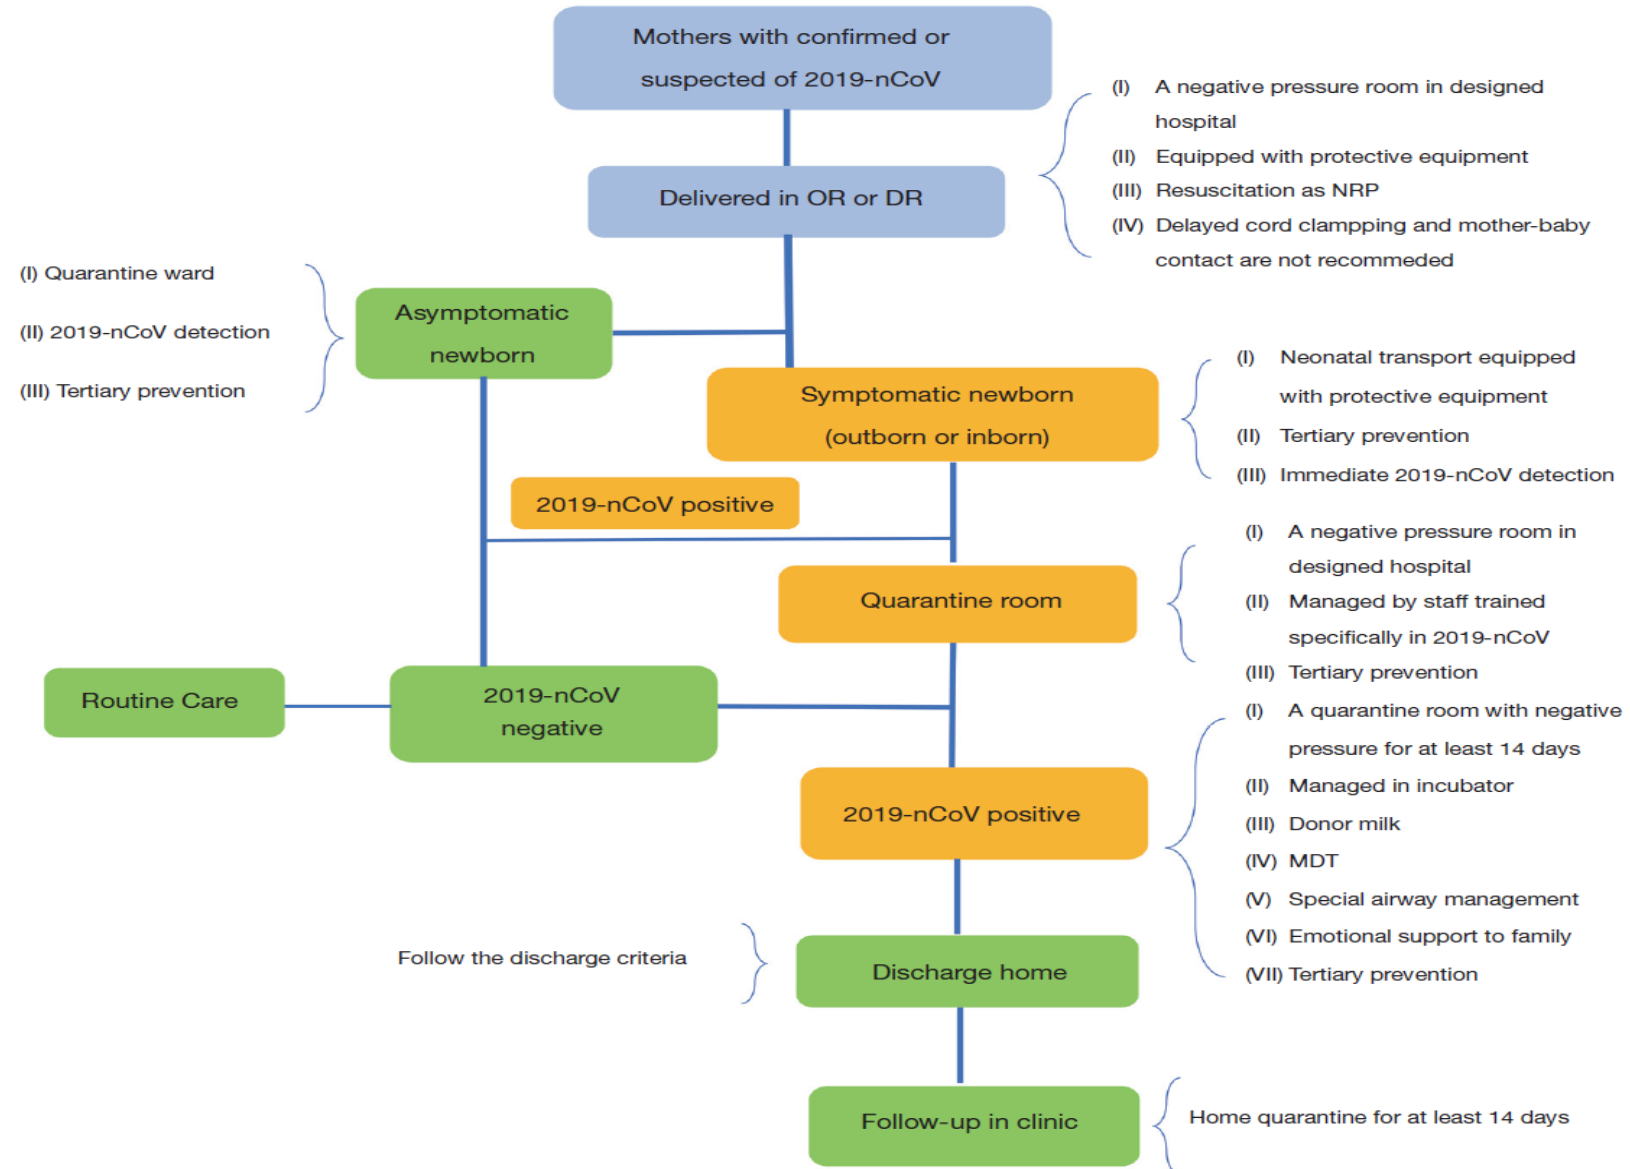 Mothers with confirmed or
suspected of 2019-nCoV
(I) A negative pressure room in designed
hospital
(II) Equipped with protective equipment
(III) Resuscitation as NRP
(IV) Delayed cord clampping and mother-baby
contact are not recommeded
Delivered in OR or DR
(I) Quarantine ward
(II) 2019-nCoV detection
(III) Tertiary prevention
Asymptomatic
newborn
Symptomatic newborn
(outborn or inborn)
(I) Neonatal transport equipped
with protective equipment
(II) Tertiary prevention
(III) Immediate 2019-nCoV detection
2019-nCoV positive
Quarantine room
(I) A negative pressure room in
designed hospital
(II) Managed by staff trained
specifically in 2019-nCoV
(III) Tertiary prevention
Routine Care
2019-nCoV
negative
2019-nCoV positive
(I) A quarantine room with negative
pressure for at least 14 days
(II) Managed in incubator
(III) Donor milk
(IV) MDT
(V) Special airway management
(VI) Emotional support to family
(VII) Tertiary prevention
Follow the discharge criteria
Discharge home
Follow-up in clinic
Home quarantine for at least 14 days